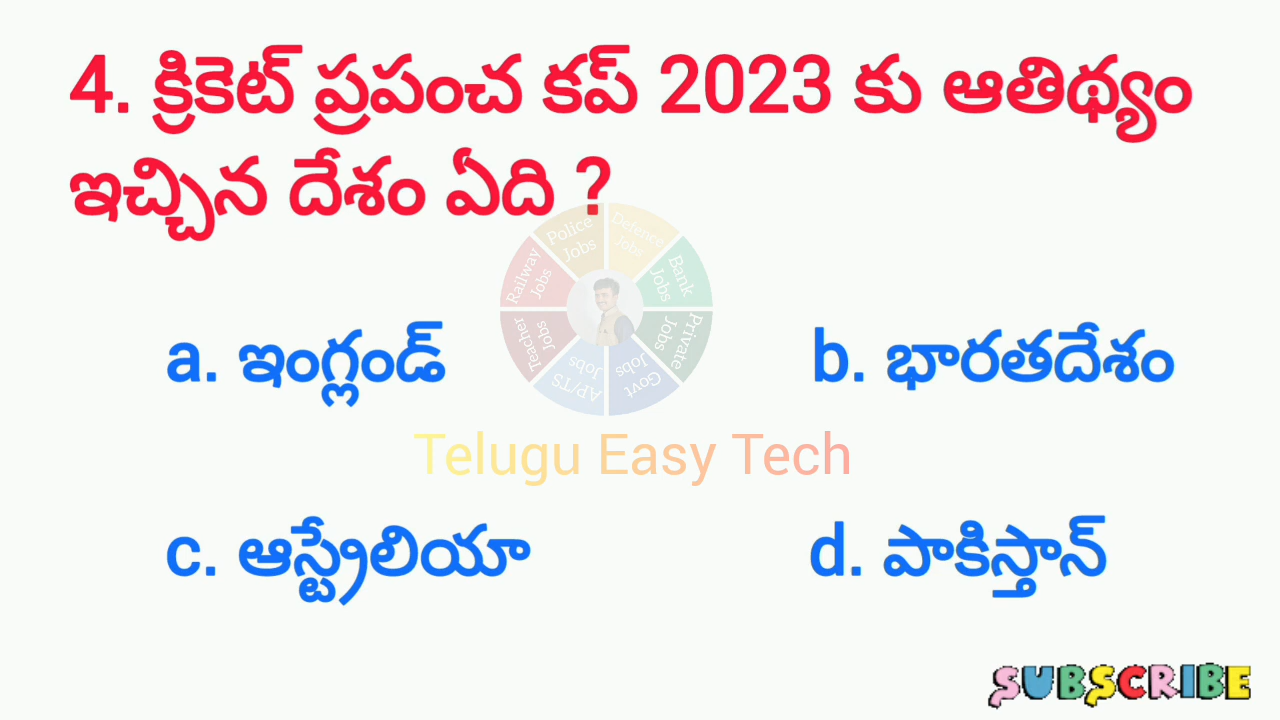 4. క్రికెట్ ప్రపంచ కప్ 2023 కు ఆతిథ్యం
ఇచ్చిన దేశం ఏది ?
Police Jobs
Defence Jobs
Railway Jobs
Bank Jobs
Teacher Jobs
Private Jobs
AP/TS Jobs
Govt Jobs
a. ఇంగ్లండ్
b. భారతదేశం
Telugu Easy Tech
c. ఆస్ట్రేలియా
d. పాకిస్తాన్
SUBSCRIBE